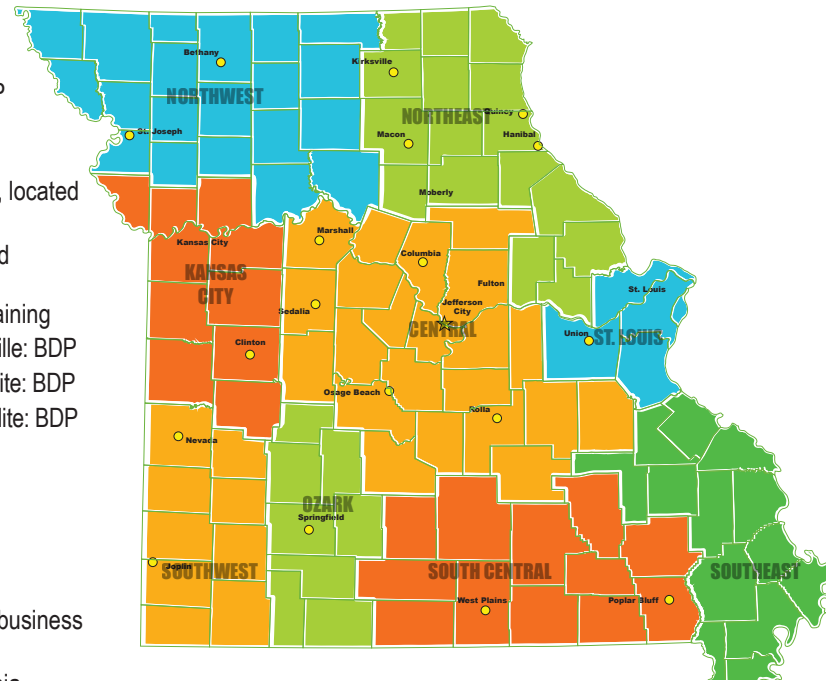 , located
d
aining
ille: BDP
ite: BDP
lite: BDP
business
Bethany
NORTHWEST
St. Joseph
Kirksville
NORTHEAST
Quincy
Macon
Hanibal
Moberly
Kansas City
KANSAS
CITY
Marshall
Columbia
Fulton
Sedalia
Jefferson
City
CENTRAL
Clinton
St. Louis
Union
ST. LOUIS
Osage Beach
Rolla
Nevada
OZARK
Springfield
Joplin
SOUTHWEST
SOUTH CENTRAL
SOUTHEAST
West Plains
Poplar Bluff